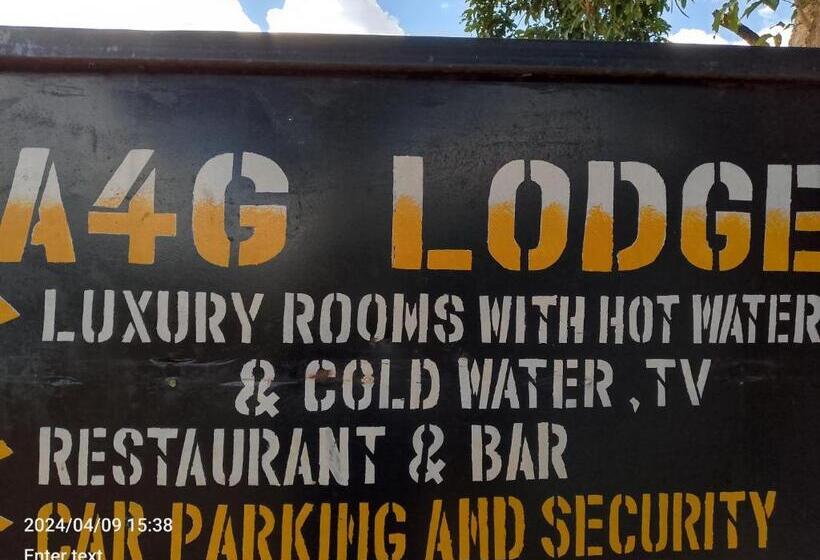 A4G LODGE
LUXURY ROOMS WITH HOT WATER
& COLD WATER , TV
RESTAURANT & BAR
CAR PARKING AND SECURITY
2024/04/09 15:38
Enter text